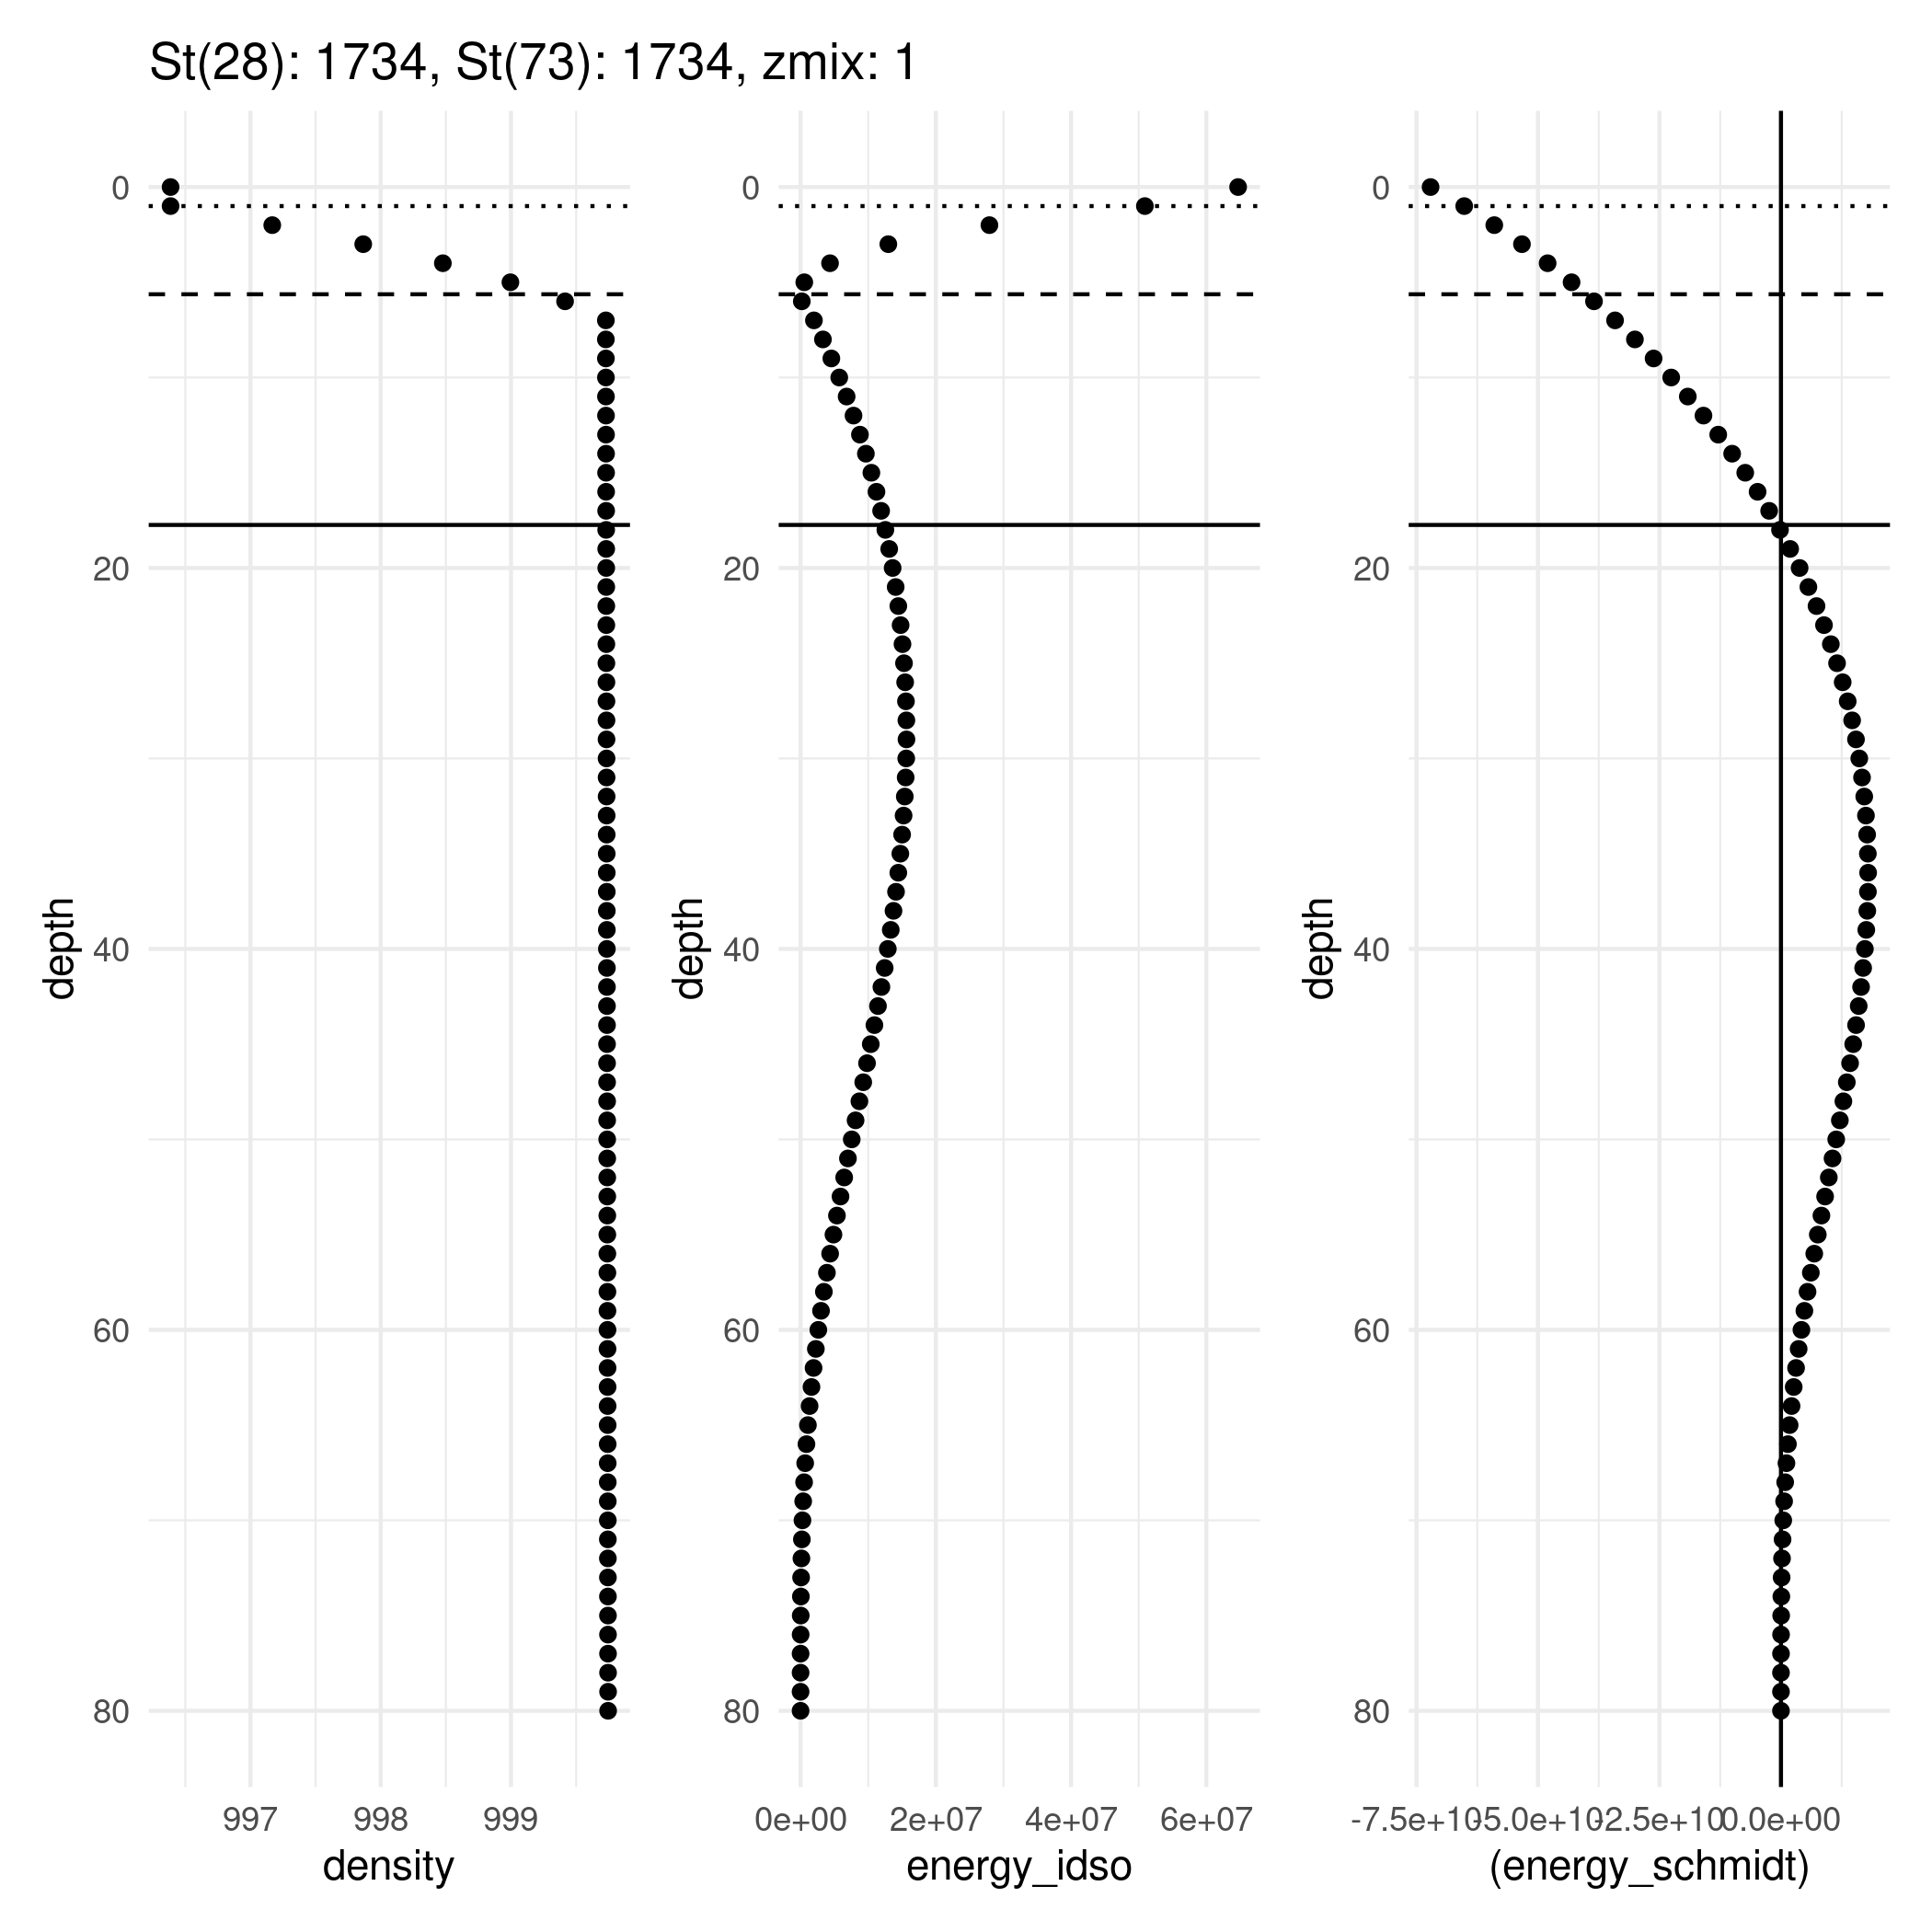 St(28): 1734, St(73): 1734, zmix: 1
0
20
40
60
80
depth
997
998
999
density
0
20
40
60
80
depth
0e+00
2e+07
4e+07
6e+07
energy_idso
0
20
40
60
80
depth
-7.5e+10
-5.0e+10
-2.5e+10
0.0e+00
(energy_schmidt)